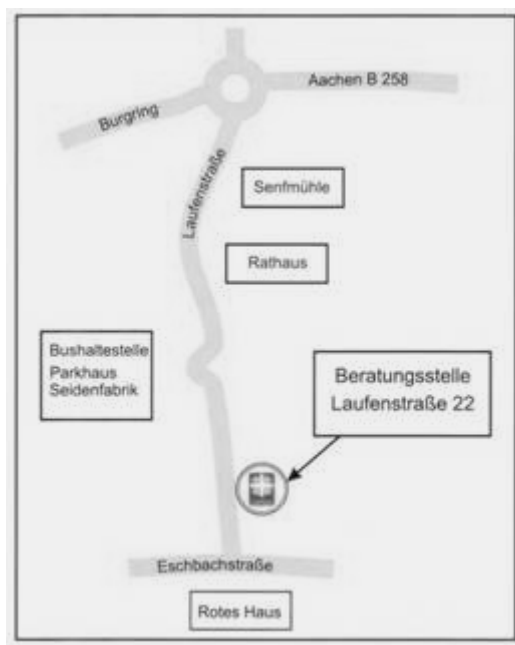 Aachen B 258
Burgring
Laufenstraße
Senfmühle
Rathaus
Bushaltestelle
Parkhaus
Seidenfabrik
Beratungsstelle
Laufenstraße 22
Eschbachstraße
Rotes Haus